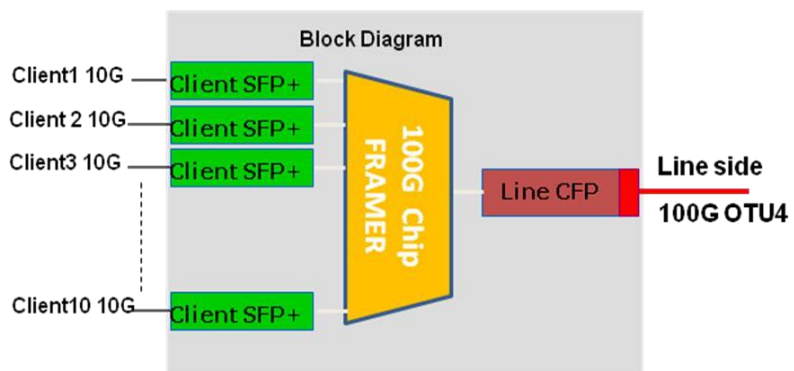 Block Diagram
Client1 10G
Client SFP+
Client 2 10G
Client SFP+
Client3 10G
Client SFP+
100G Chip
FRAMER
Line CFP
Line side
100G OTU4
Client10 10G
Client SFP+